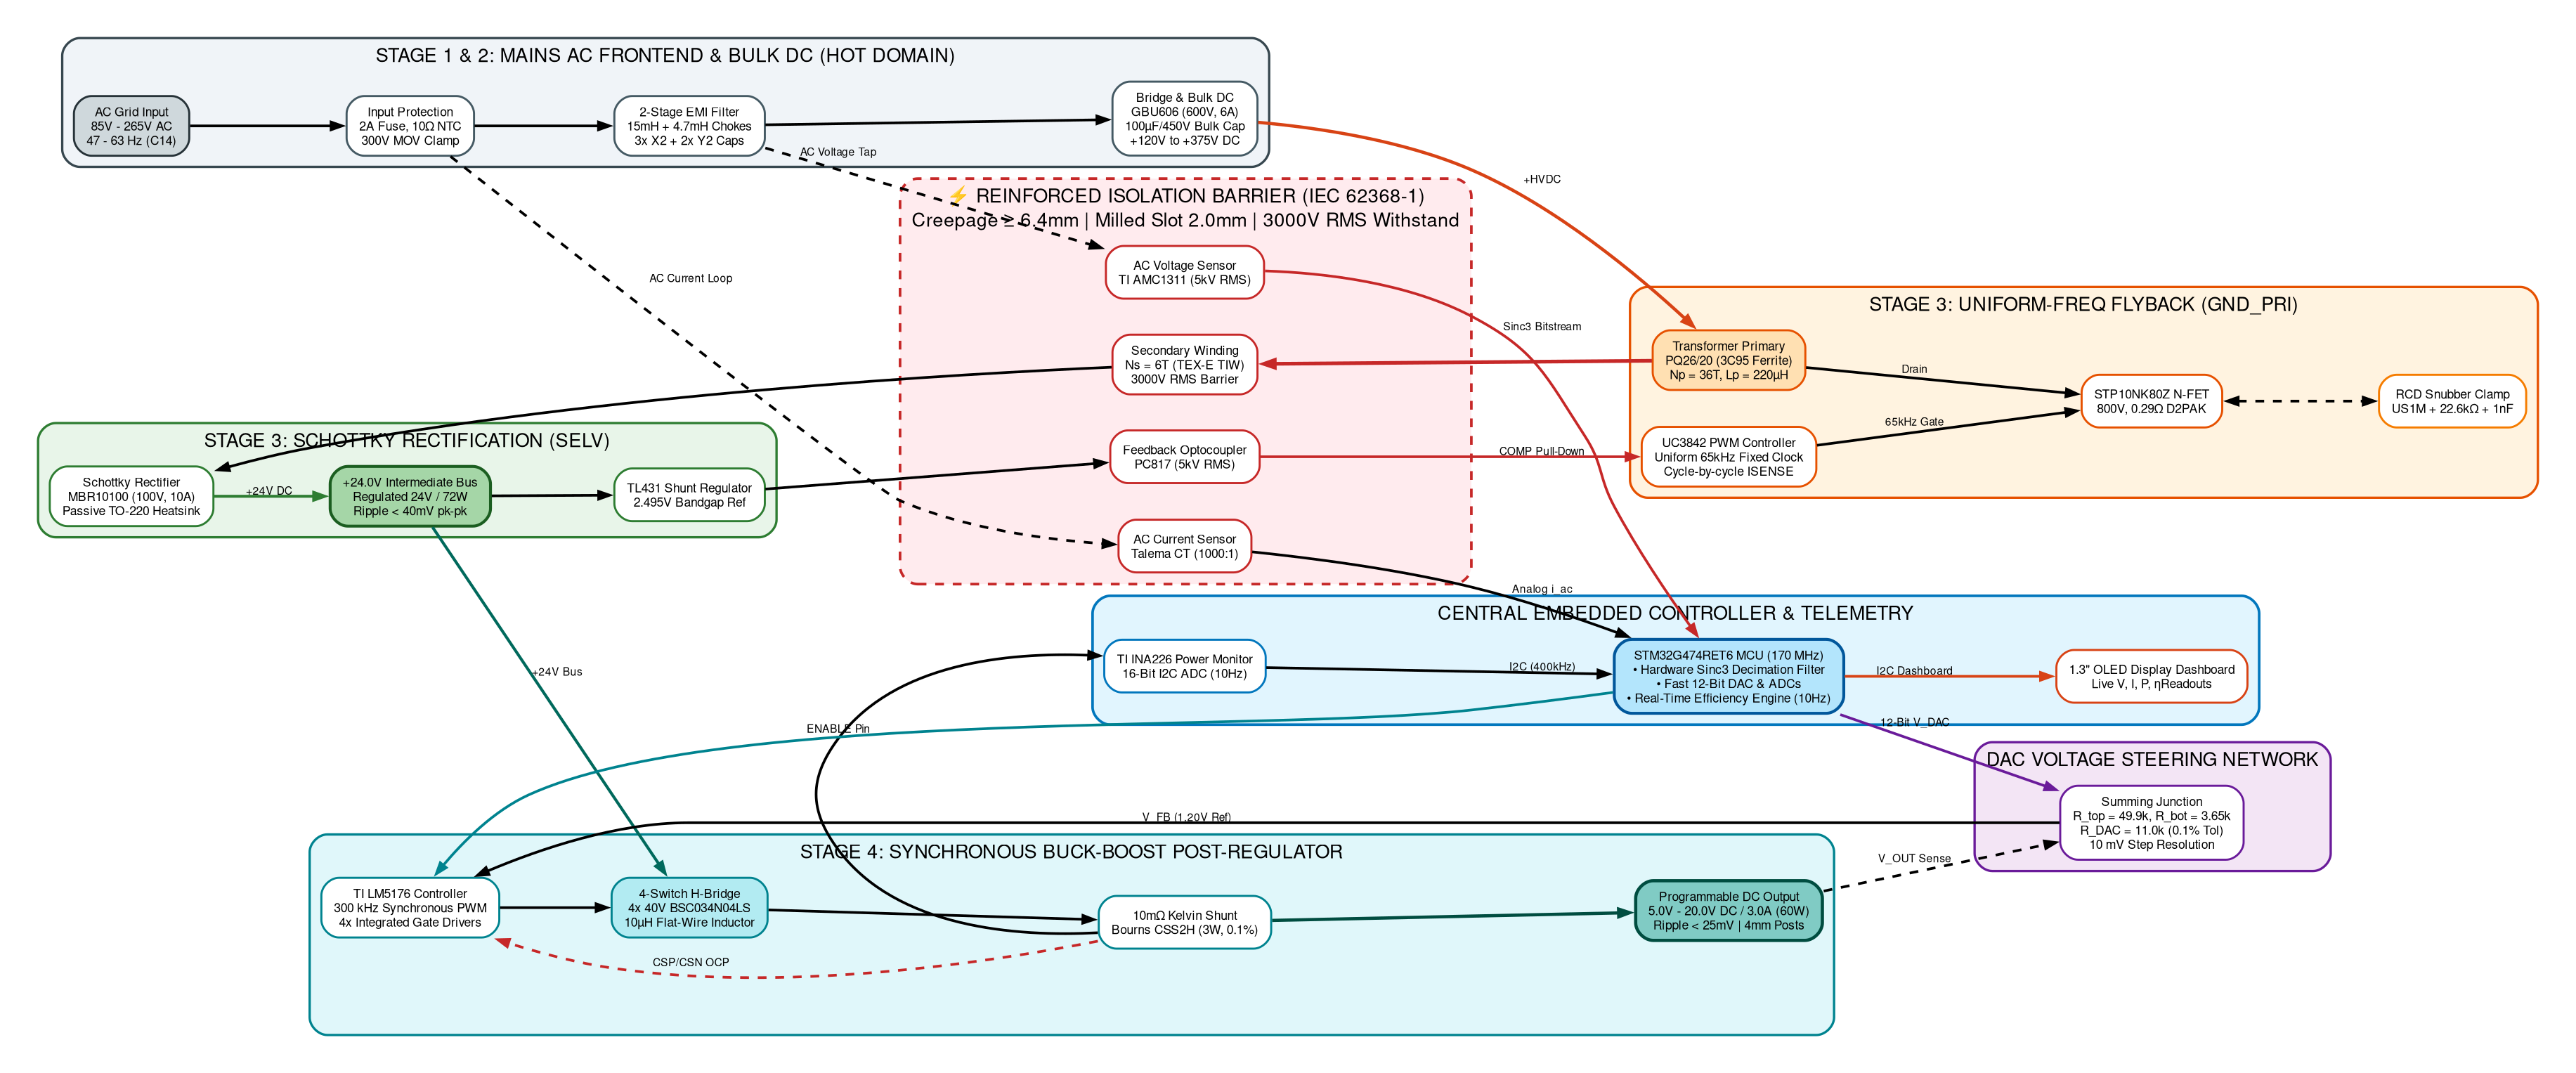 STAGE 1 & 2: MAINS AC FRONTEND & BULK DC (HOT DOMAIN)
AC Grid Input
85V - 265V AC
47 - 63 Hz (C14)
Input Protection
2A Fuse, 10Ω NTC
300V MOV Clamp
2-Stage EMI Filter
15mH + 4.7mH Chokes
3x X2 + 2x Y2 Caps
Bridge & Bulk DC
GBU606 (600V, 6A)
100µF/450V Bulk Cap
+120V to +375V DC
AC Voltage Tap
+HVDC
AC Current Loop
⚡ REINFORCED ISOLATION BARRIER (IEC 62368-1)
Creepage ≥ 6.4mm | Milled Slot 2.0mm | 3000V RMS Withstand
AC Voltage Sensor
TI AMC1311 (5kV RMS)
Secondary Winding
Ns = 6T (TEX-E TIW)
3000V RMS Barrier
Feedback Optocoupler
PC817 (5kV RMS)
AC Current Sensor
Talema CT (1000:1)
Sinc3 Bitstream
COMP Pull-Down
Analog i_ac
STAGE 3: UNIFORM-FREQ FLYBACK (GND_PRI)
Transformer Primary
PQ26/20 (3C95 Ferrite)
Np = 36T, Lp = 220µH
Drain
UC3842 PWM Controller
Uniform 65kHz Fixed Clock
Cycle-by-cycle ISENSE
65kHz Gate
STP10NK80Z N-FET
800V, 0.29Ω D2PAK
RCD Snubber Clamp
US1M + 22.6kΩ + 1nF
STAGE 3: SCHOTTKY RECTIFICATION (SELV)
Schottky Rectifier
MBR10100 (100V, 10A)
Passive TO-220 Heatsink
+24V DC
+24.0V Intermediate Bus
Regulated 24V / 72W
Ripple < 40mV pk-pk
TL431 Shunt Regulator
2.495V Bandgap Ref
+24V Bus
CENTRAL EMBEDDED CONTROLLER & TELEMETRY
TI INA226 Power Monitor
16-Bit I2C ADC (10Hz)
I2C (400kHz)
STM32G474RET6 MCU (170 MHz)
• Hardware Sinc3 Decimation Filter
• Fast 12-Bit DAC & ADCs
• Real-Time Efficiency Engine (10Hz)
I2C Dashboard
1.3" OLED Display Dashboard
Live V, I, P, ηReadouts
ENABLE Pin
12-Bit V_DAC
DAC VOLTAGE STEERING NETWORK
Summing Junction
R_top = 49.9k, R_bot = 3.65k
R_DAC = 11.0k (0.1% Tol)
10 mV Step Resolution
V_FB (1.20V Ref)
V_OUT Sense
STAGE 4: SYNCHRONOUS BUCK-BOOST POST-REGULATOR
TI LM5176 Controller
300 kHz Synchronous PWM
4x Integrated Gate Drivers
4-Switch H-Bridge
4x 40V BSC034N04LS
10µH Flat-Wire Inductor
10mΩ Kelvin Shunt
Bourns CSS2H (3W, 0.1%)
Programmable DC Output
5.0V - 20.0V DC / 3.0A (60W)
Ripple < 25mV | 4mm Posts
CSP/CSN OCP